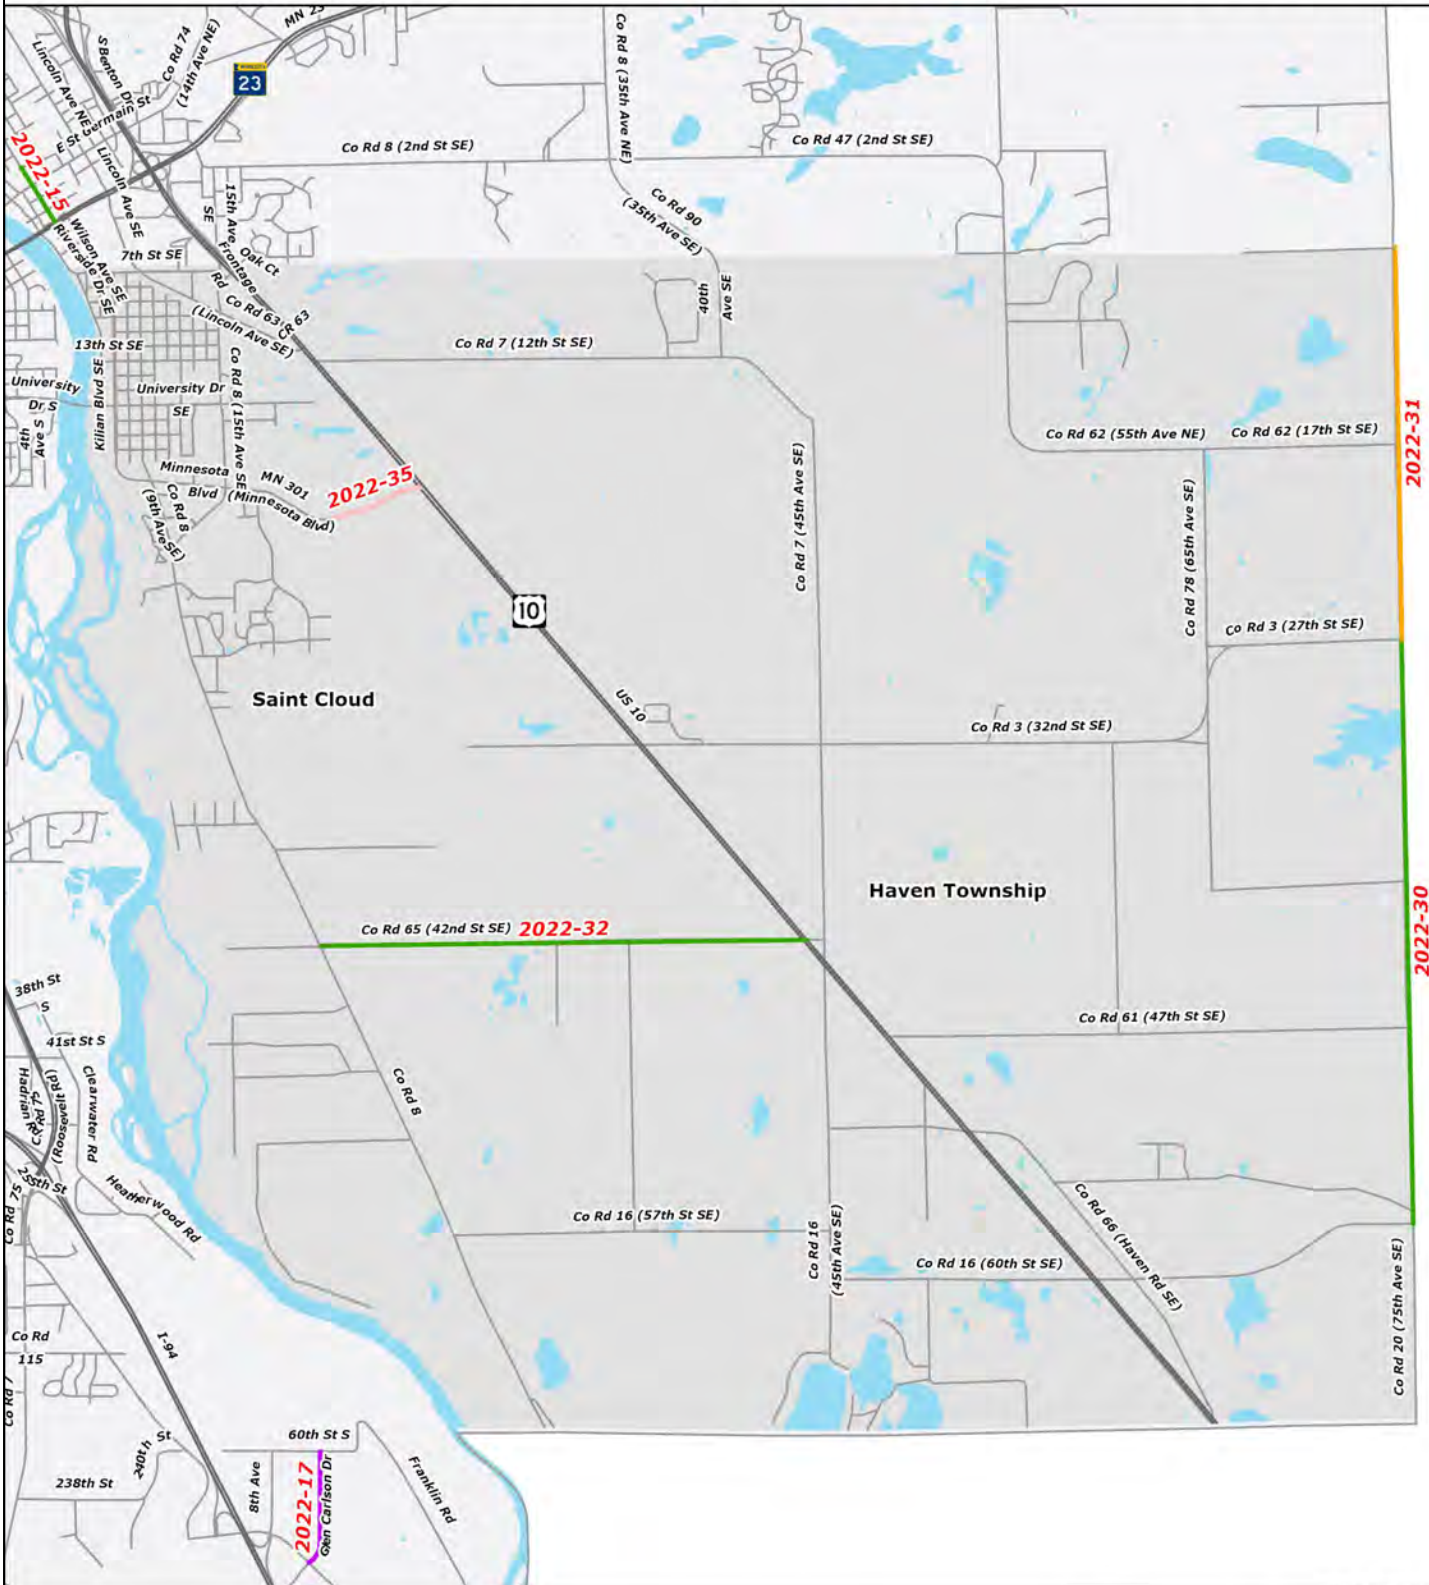 MN 23
Co Rd 74
(14th Ave NE)
S Benton Dr
Lincoln Ave NE
E St Germain St
23
Co Rd 8 (35th Ave NE)
Co Rd 8 (2nd St SE)
Co Rd 47 (2nd St SE)
2022-15
Lincoln Ave SE
15th Ave
SE
Co Rd 90
(35th Ave SE)
Wilson Ave SE
Riverside Dr SE
7th St SE
Oak Ct
Frontage
Rd
Co Rd 63
(Lincoln Ave SE)
CR 63
40th
Ave SE
13th St SE
Co Rd 7 (12th St SE)
University
Dr S
4th
Ave S
Kilian Blvd SE
University Dr
SE
Co Rd 8 (15th Ave SE)
Co Rd 62 (55th Ave NE)
Co Rd 62 (17th St SE)
2022-31
Minnesota
Blvd
MN 301
(Minnesota Blvd)
2022-35
Co Rd 8
(9th Ave SE)
Co Rd 7 (45th Ave SE)
Co Rd 78 (65th Ave SE)
10
Co Rd 3 (27th St SE)
Saint Cloud
US 10
Co Rd 3 (32nd St SE)
Haven Township
2022-30
Co Rd 65 (42nd St SE)
2022-32
38th St
S
41st St S
Co Rd 61 (47th St SE)
Hadrian Rd
Co Rd 75
(Roosevelt Rd)
Clearwater Rd
Co Rd 8
255th St
Co Rd 75
Heatherwood Rd
Co Rd 16 (57th St SE)
Co Rd 16
(45th Ave SE)
Co Rd 66 (Haven Rd SE)
Co Rd 16 (60th St SE)
Co Rd 20 (75th Ave SE)
Co Rd
115
I-94
Co Rd 7
60th St S
240th St
238th St
8th Ave
2022-17
Glen Carlson Dr
Franklin Rd